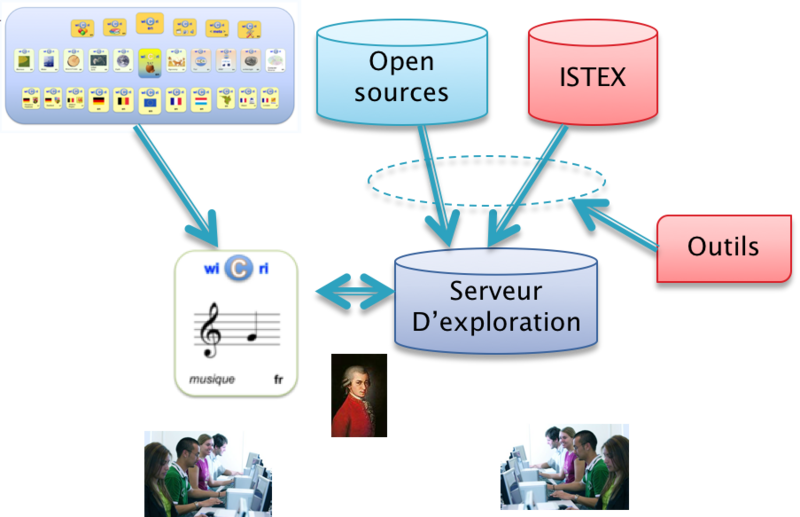 Open
sources
ISTEX
Outils
Serveur
D'exploration
wi C ri
musique fr